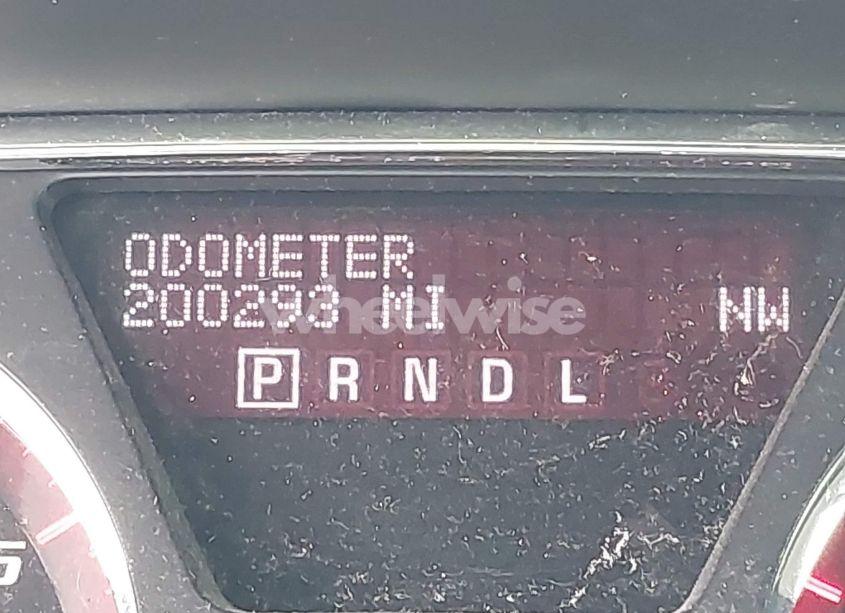 ODOMETER
200293 MI NW
wheelwise
P R N D L